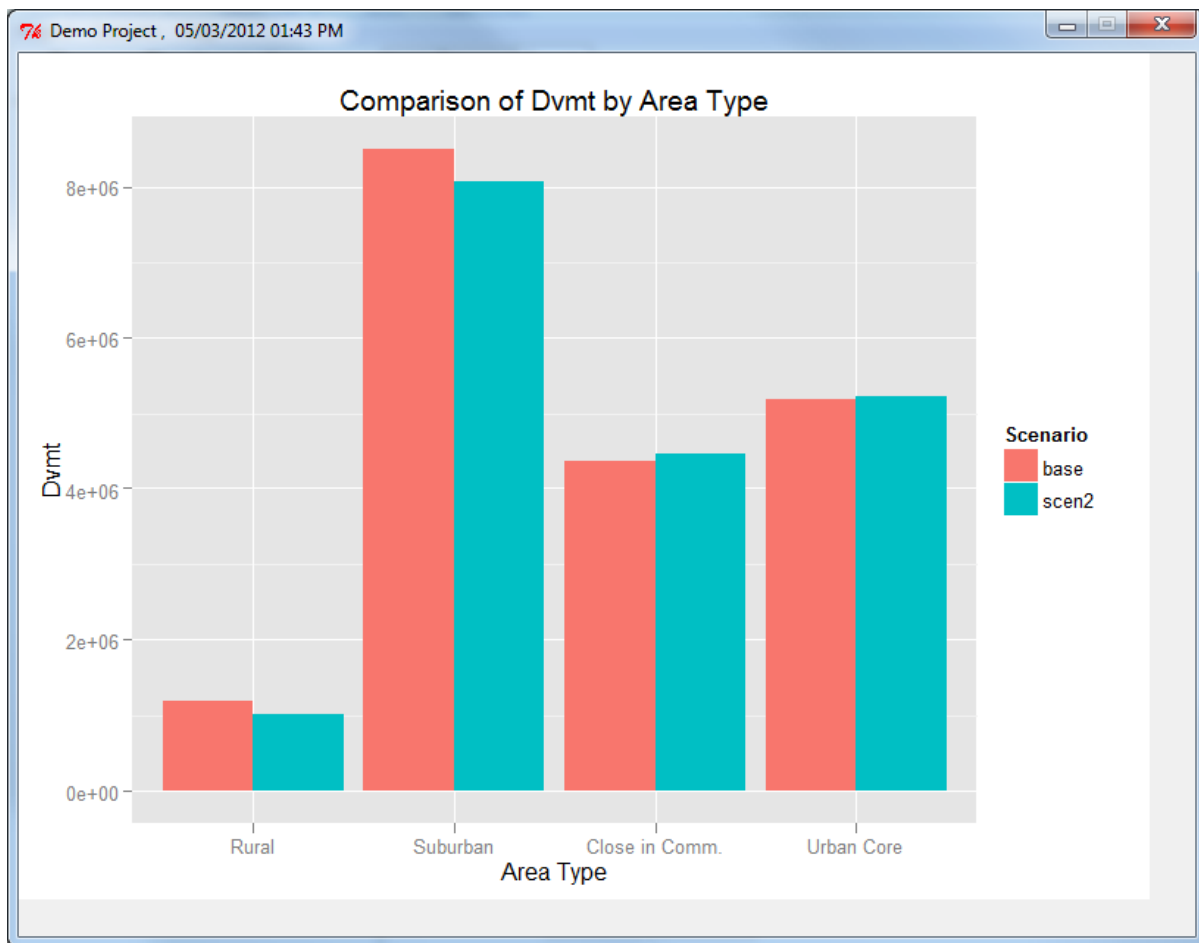 Demo Project , 05/03/2012 01:43 PM
Comparison of Dvmt by Area Type
8e+06
6e+06
4e+06
2e+06
0e+00
Dvmt
Rural
Suburban
Close in Comm.
Urban Core
Area Type
Scenario
base
scen2